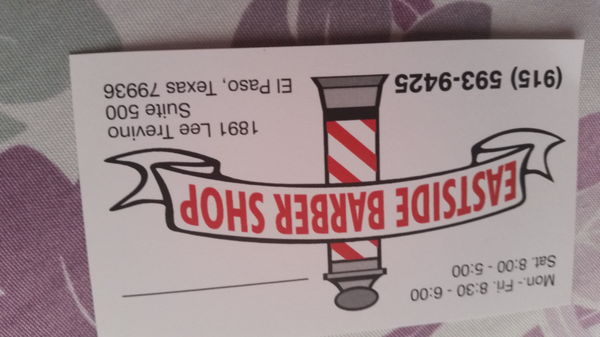 Mon.- Fri. 8:30 - 6:00
Sat. 8:00 - 5:00
EASTSIDE BARBER SHOP
1891 Lee Trevino
Suite 500
El Paso, Texas 79936
(915) 593-9425